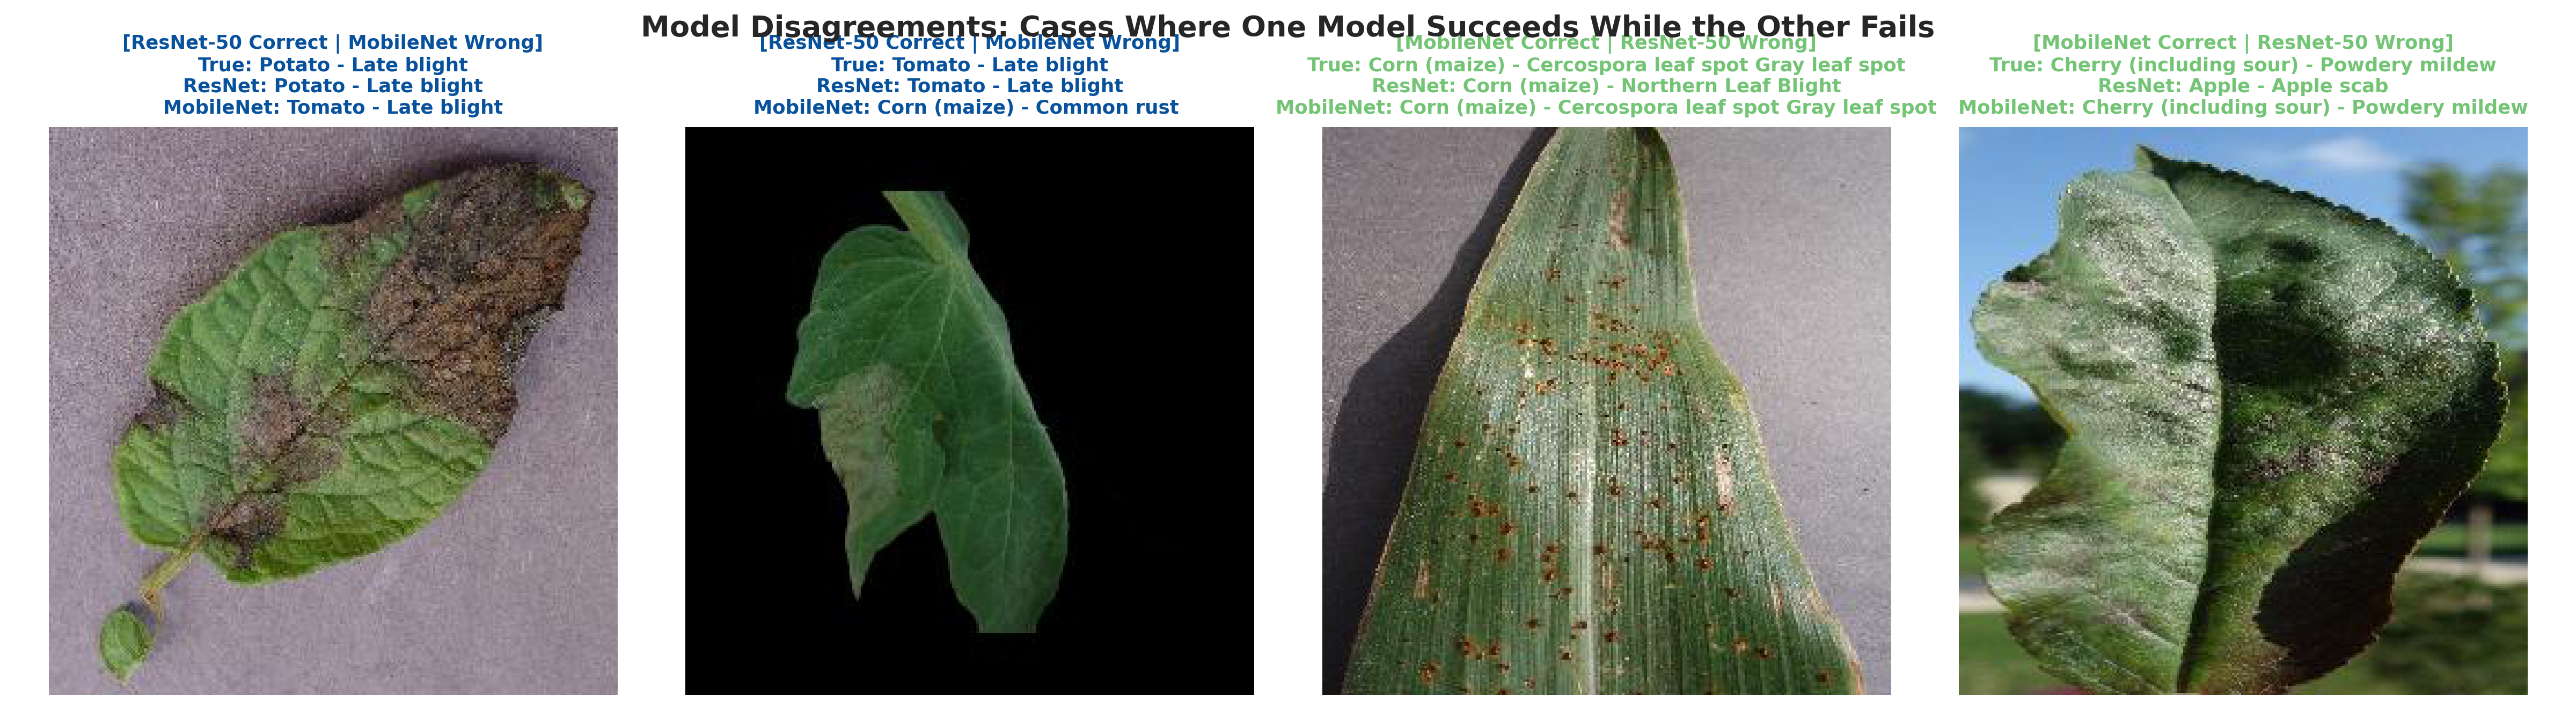 Model Disagreements: Cases Where One Model Succeeds While the Other Fails
[ResNet-50 Correct | MobileNet Wrong]
True: Potato - Late blight
ResNet: Potato - Late blight
MobileNet: Tomato - Late blight
[ResNet-50 Correct | MobileNet Wrong]
True: Tomato - Late blight
ResNet: Tomato - Late blight
MobileNet: Corn (maize) - Common rust
[MobileNet Correct | ResNet-50 Wrong]
True: Corn (maize) - Cercospora leaf spot Gray leaf spot
ResNet: Corn (maize) - Northern Leaf Blight
MobileNet: Corn (maize) - Cercospora leaf spot Gray leaf spot
[MobileNet Correct | ResNet-50 Wrong]
True: Cherry (including sour) - Powdery mildew
ResNet: Apple - Apple scab
MobileNet: Cherry (including sour) - Powdery mildew